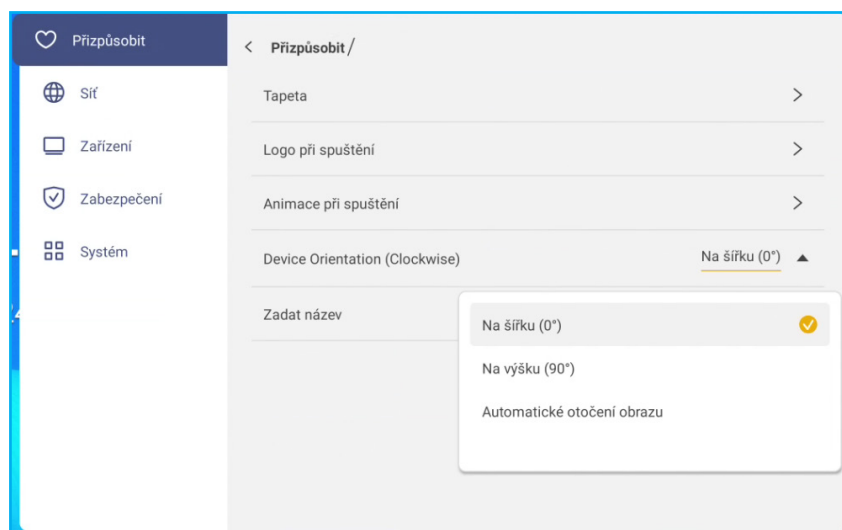 Přizpůsobit
Síť
Zařízení
Zabezpečení
Systém
Přizpůsobit/
Tapeta
Logo při spuštění
Animace při spuštění
Device Orientation (Clockwise)
Na šířku (0°)
Zadat název
Na šířku (0°)
Na výšku (90°)
Automatické otočení obrazu